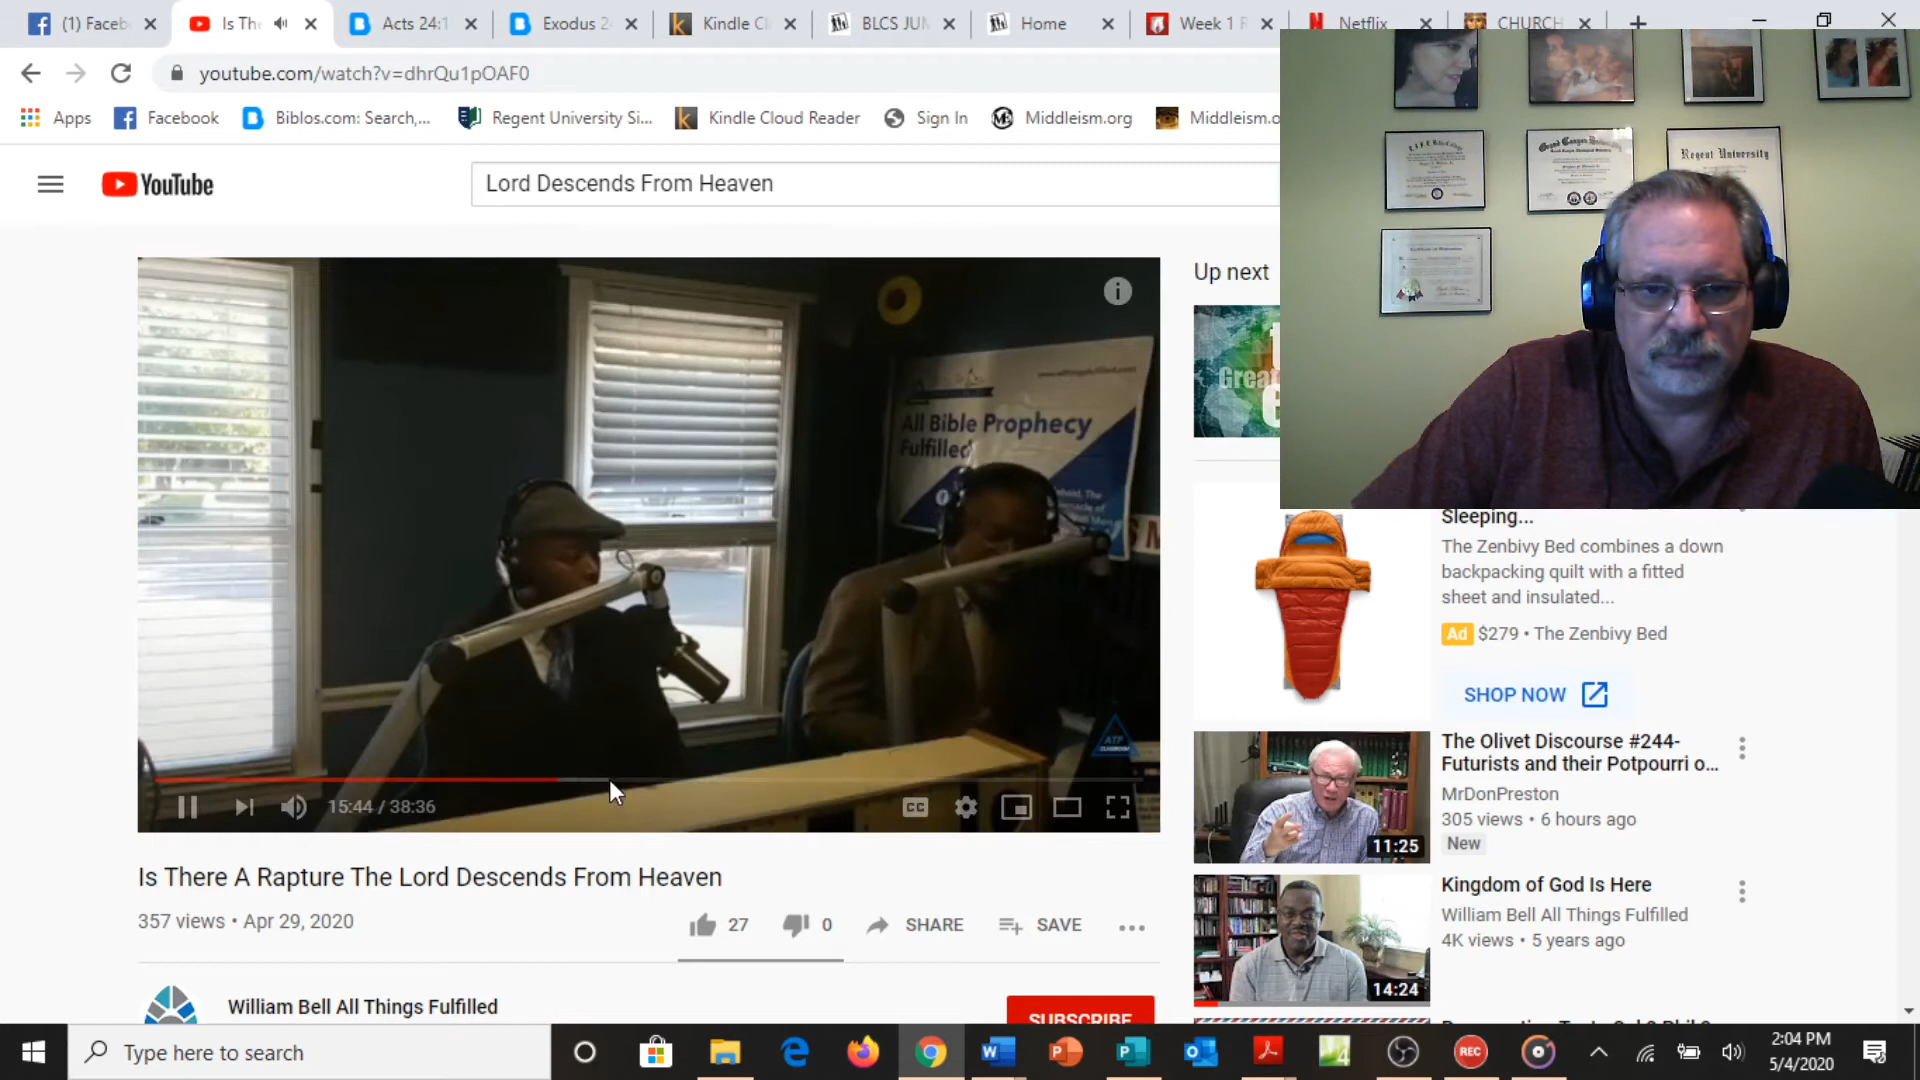 (1) Faceb
Is The
Acts 24:1
Exodus 2
Kindle Cl
BLCS JUN
Home
Week 1 R
Netflix
CHURCH
youtube.com/watch?v=dhrQu1pOAF0
Apps
Facebook
Biblos.com: Search,...
Regent University Si...
Kindle Cloud Reader
Sign In
Middleism.org
Middleism.o
YouTube
Lord Descends From Heaven
Regent University
Up next
Great
All Bible Prophecy
Fulfilled
ATF
CLASSROOM
15:44 / 38:36
CC
Is There A Rapture The Lord Descends From Heaven
357 views • Apr 29, 2020
27
0
SHARE
SAVE
William Bell All Things Fulfilled
SUBSCRIBE
Sleeping...
The Zenbivy Bed combines a down
backpacking quilt with a fitted
sheet and insulated...
Ad $279 • The Zenbivy Bed
SHOP NOW
The Olivet Discourse #244-
Futurists and their Potpourri o...
MrDonPreston
305 views • 6 hours ago
New
11:25
Kingdom of God Is Here
William Bell All Things Fulfilled
4K views • 5 years ago
14:24
Type here to search
REC
2:04 PM
5/4/2020